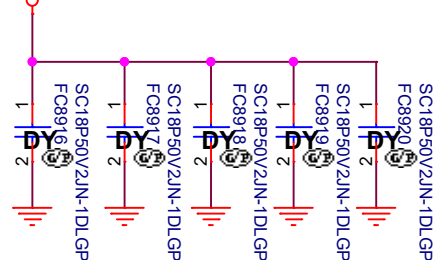 1
2
DY
G/P
FC8916
SC18P50V2JN-1DLGP
1
2
DY
G/P
FC8917
SC18P50V2JN-1DLGP
1
2
DY
G/P
FC8918
SC18P50V2JN-1DLGP
1
2
DY
G/P
FC8919
SC18P50V2JN-1DLGP
1
2
DY
G/P
FC8920
SC18P50V2JN-1DLGP